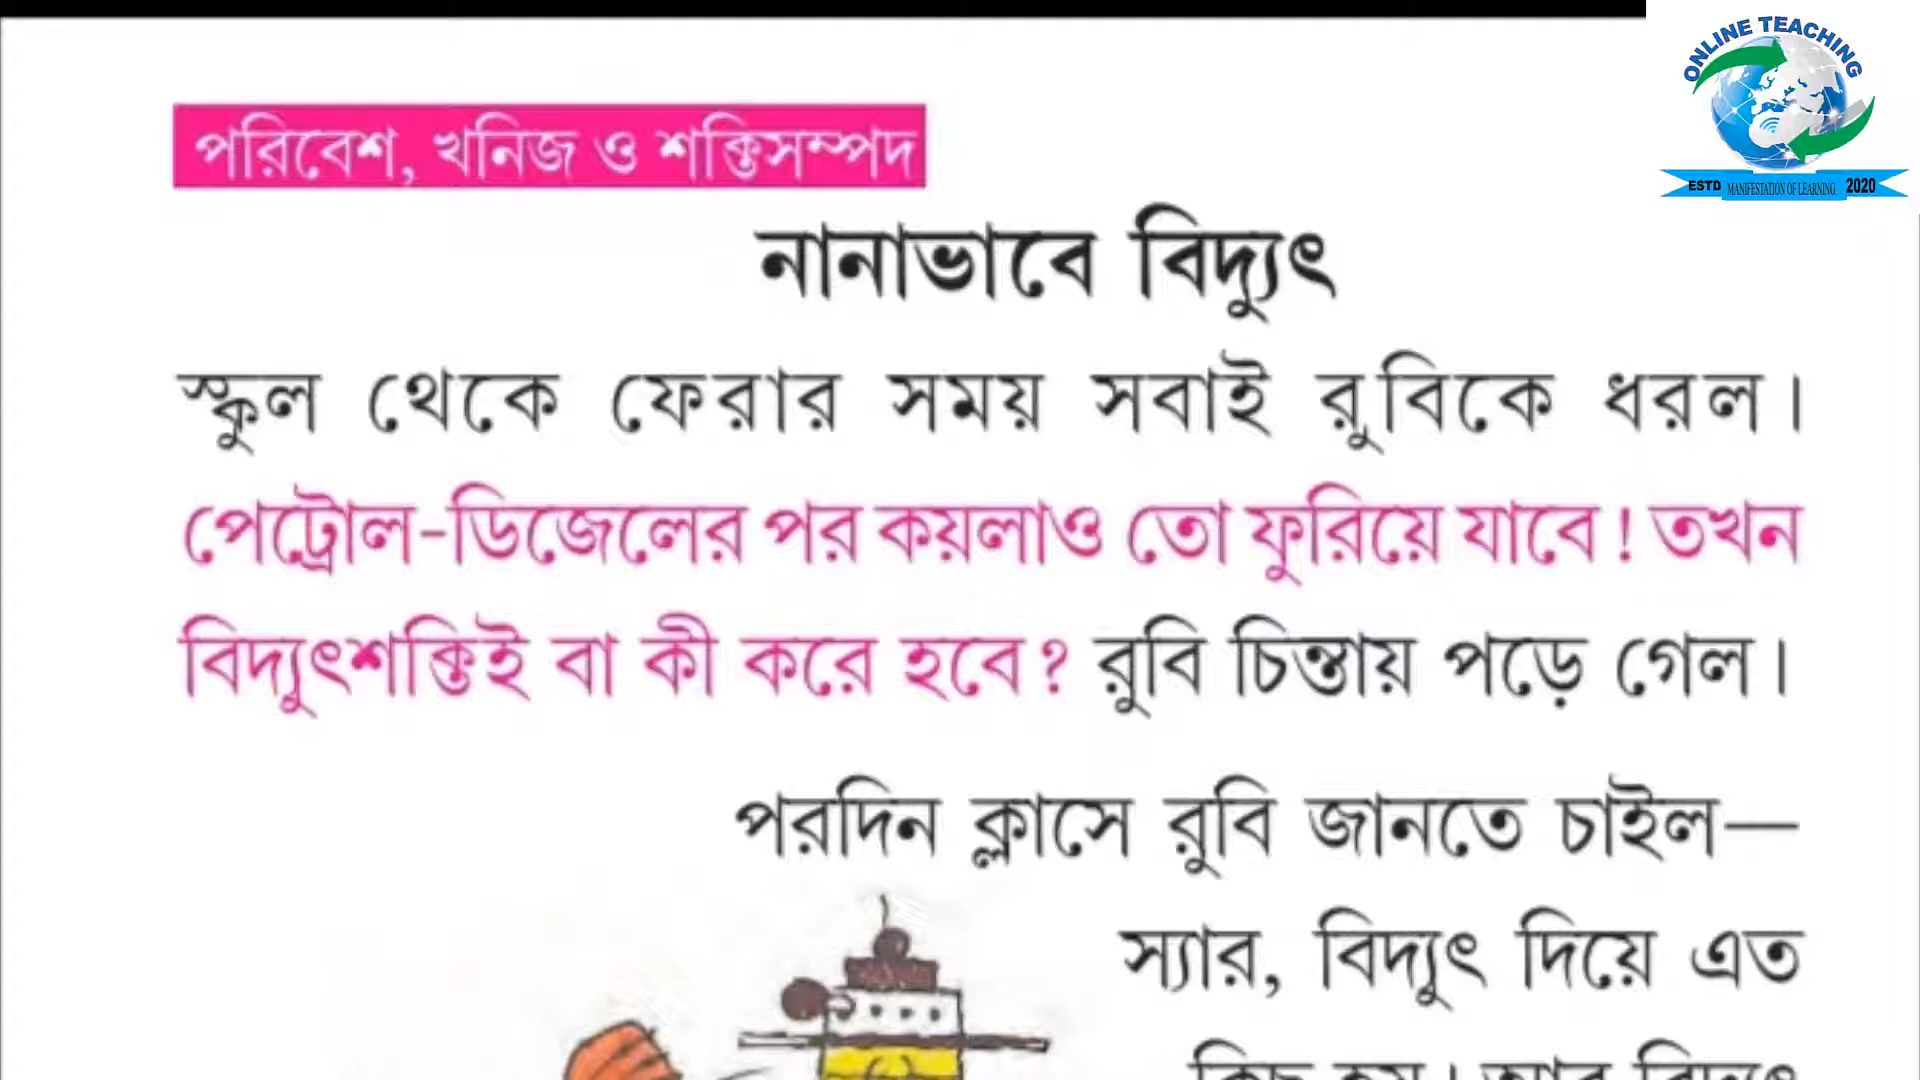 ONLINE TEACHING
ESTD MANIFESTATION OF LEARNING 2020
পরিবেশ, খনিজ ও শক্তিসম্পদ
নানাভাবে বিদ্যুৎ
স্কুল থেকে ফেরার সময় সবাই রুবিকে ধরল।
পেট্রোল-ডিজেলের পর কয়লাও তো ফুরিয়ে যাবে! তখন
বিদ্যুৎশক্তিই বা কী করে হবে? রুবি চিন্তায় পড়ে গেল।
পরদিন ক্লাসে রুবি জানতে চাইল—
স্যার, বিদ্যুৎ দিয়ে এত